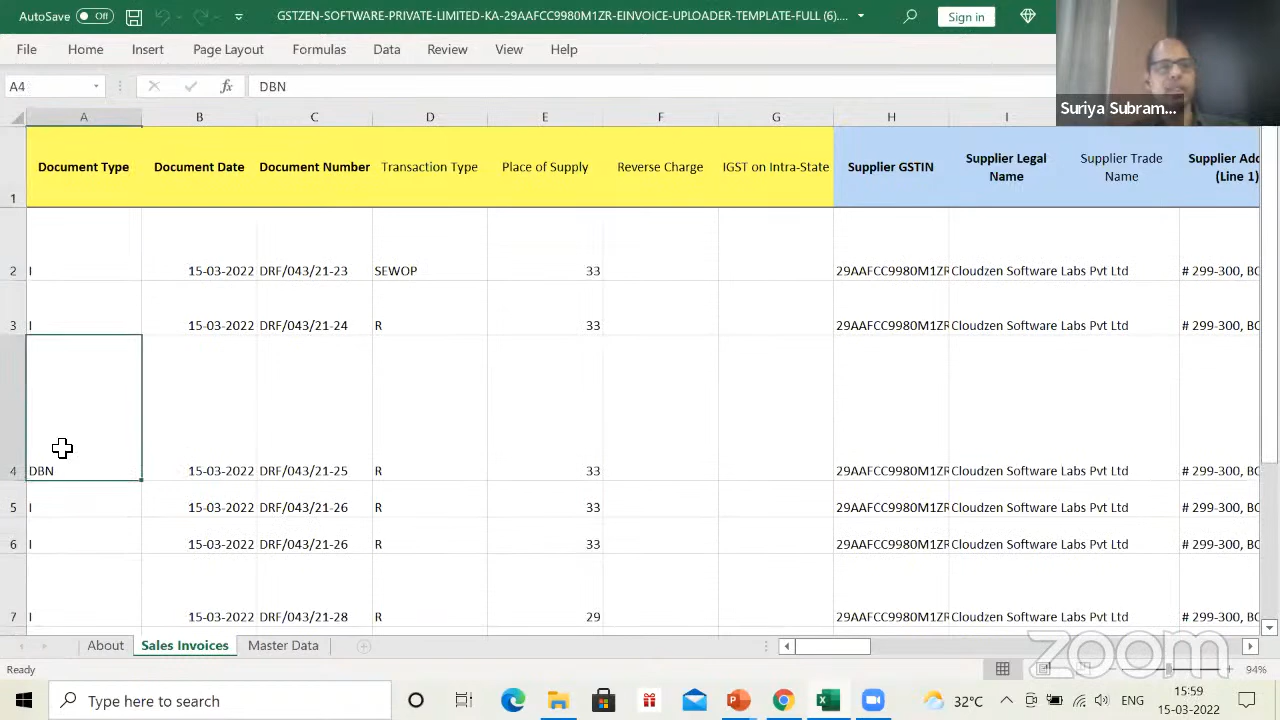 AutoSave Off GSTZEN-SOFTWARE-PRIVATE-LIMITED-KA-29AAFCC9980M1ZR-EINVOICE-UPLOADER-TEMPLATE-FULL (6).... Sign in
File Home Insert Page Layout Formulas Data Review View Help
A4 fx DBN
Suriya Subram...
A B C D E F G H I
1 Document Type Document Date Document Number Transaction Type Place of Supply Reverse Charge IGST on Intra-State Supplier GSTIN Supplier Legal Name Supplier Trade Name Supplier Add (Line 1)
2 I 15-03-2022 DRF/043/21-23 SEWOP 33 29AAFCC9980M1ZR Cloudzen Software Labs Pvt Ltd # 299-300, BC
3 I 15-03-2022 DRF/043/21-24 R 33 29AAFCC9980M1ZR Cloudzen Software Labs Pvt Ltd # 299-300, BC
4 DBN 15-03-2022 DRF/043/21-25 R 33 29AAFCC9980M1ZR Cloudzen Software Labs Pvt Ltd # 299-300, BC
5 I 15-03-2022 DRF/043/21-26 R 33 29AAFCC9980M1ZR Cloudzen Software Labs Pvt Ltd # 299-300, BC
6 I 15-03-2022 DRF/043/21-26 R 33 29AAFCC9980M1ZR Cloudzen Software Labs Pvt Ltd # 299-300, BC
7 I 15-03-2022 DRF/043/21-28 R 29 29AAFCC9980M1ZR Cloudzen Software Labs Pvt Ltd # 299-300, BC
About Sales Invoices Master Data
zoom
Ready 94%
Type here to search 32°C ENG 15:59
15-03-2022